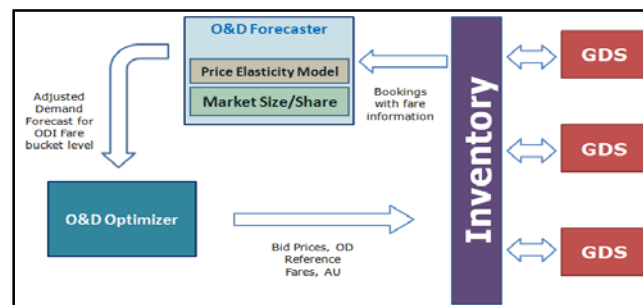 O&D Forecaster
Price Elasticity Model
Market Size/Share
Adjusted
Demand
Forecast for
ODI Fare
bucket level
Bookings
with fare
information
Inventory
GDS
GDS
GDS
O&D Optimizer
Bid Prices, OD
Reference
Fares, AU